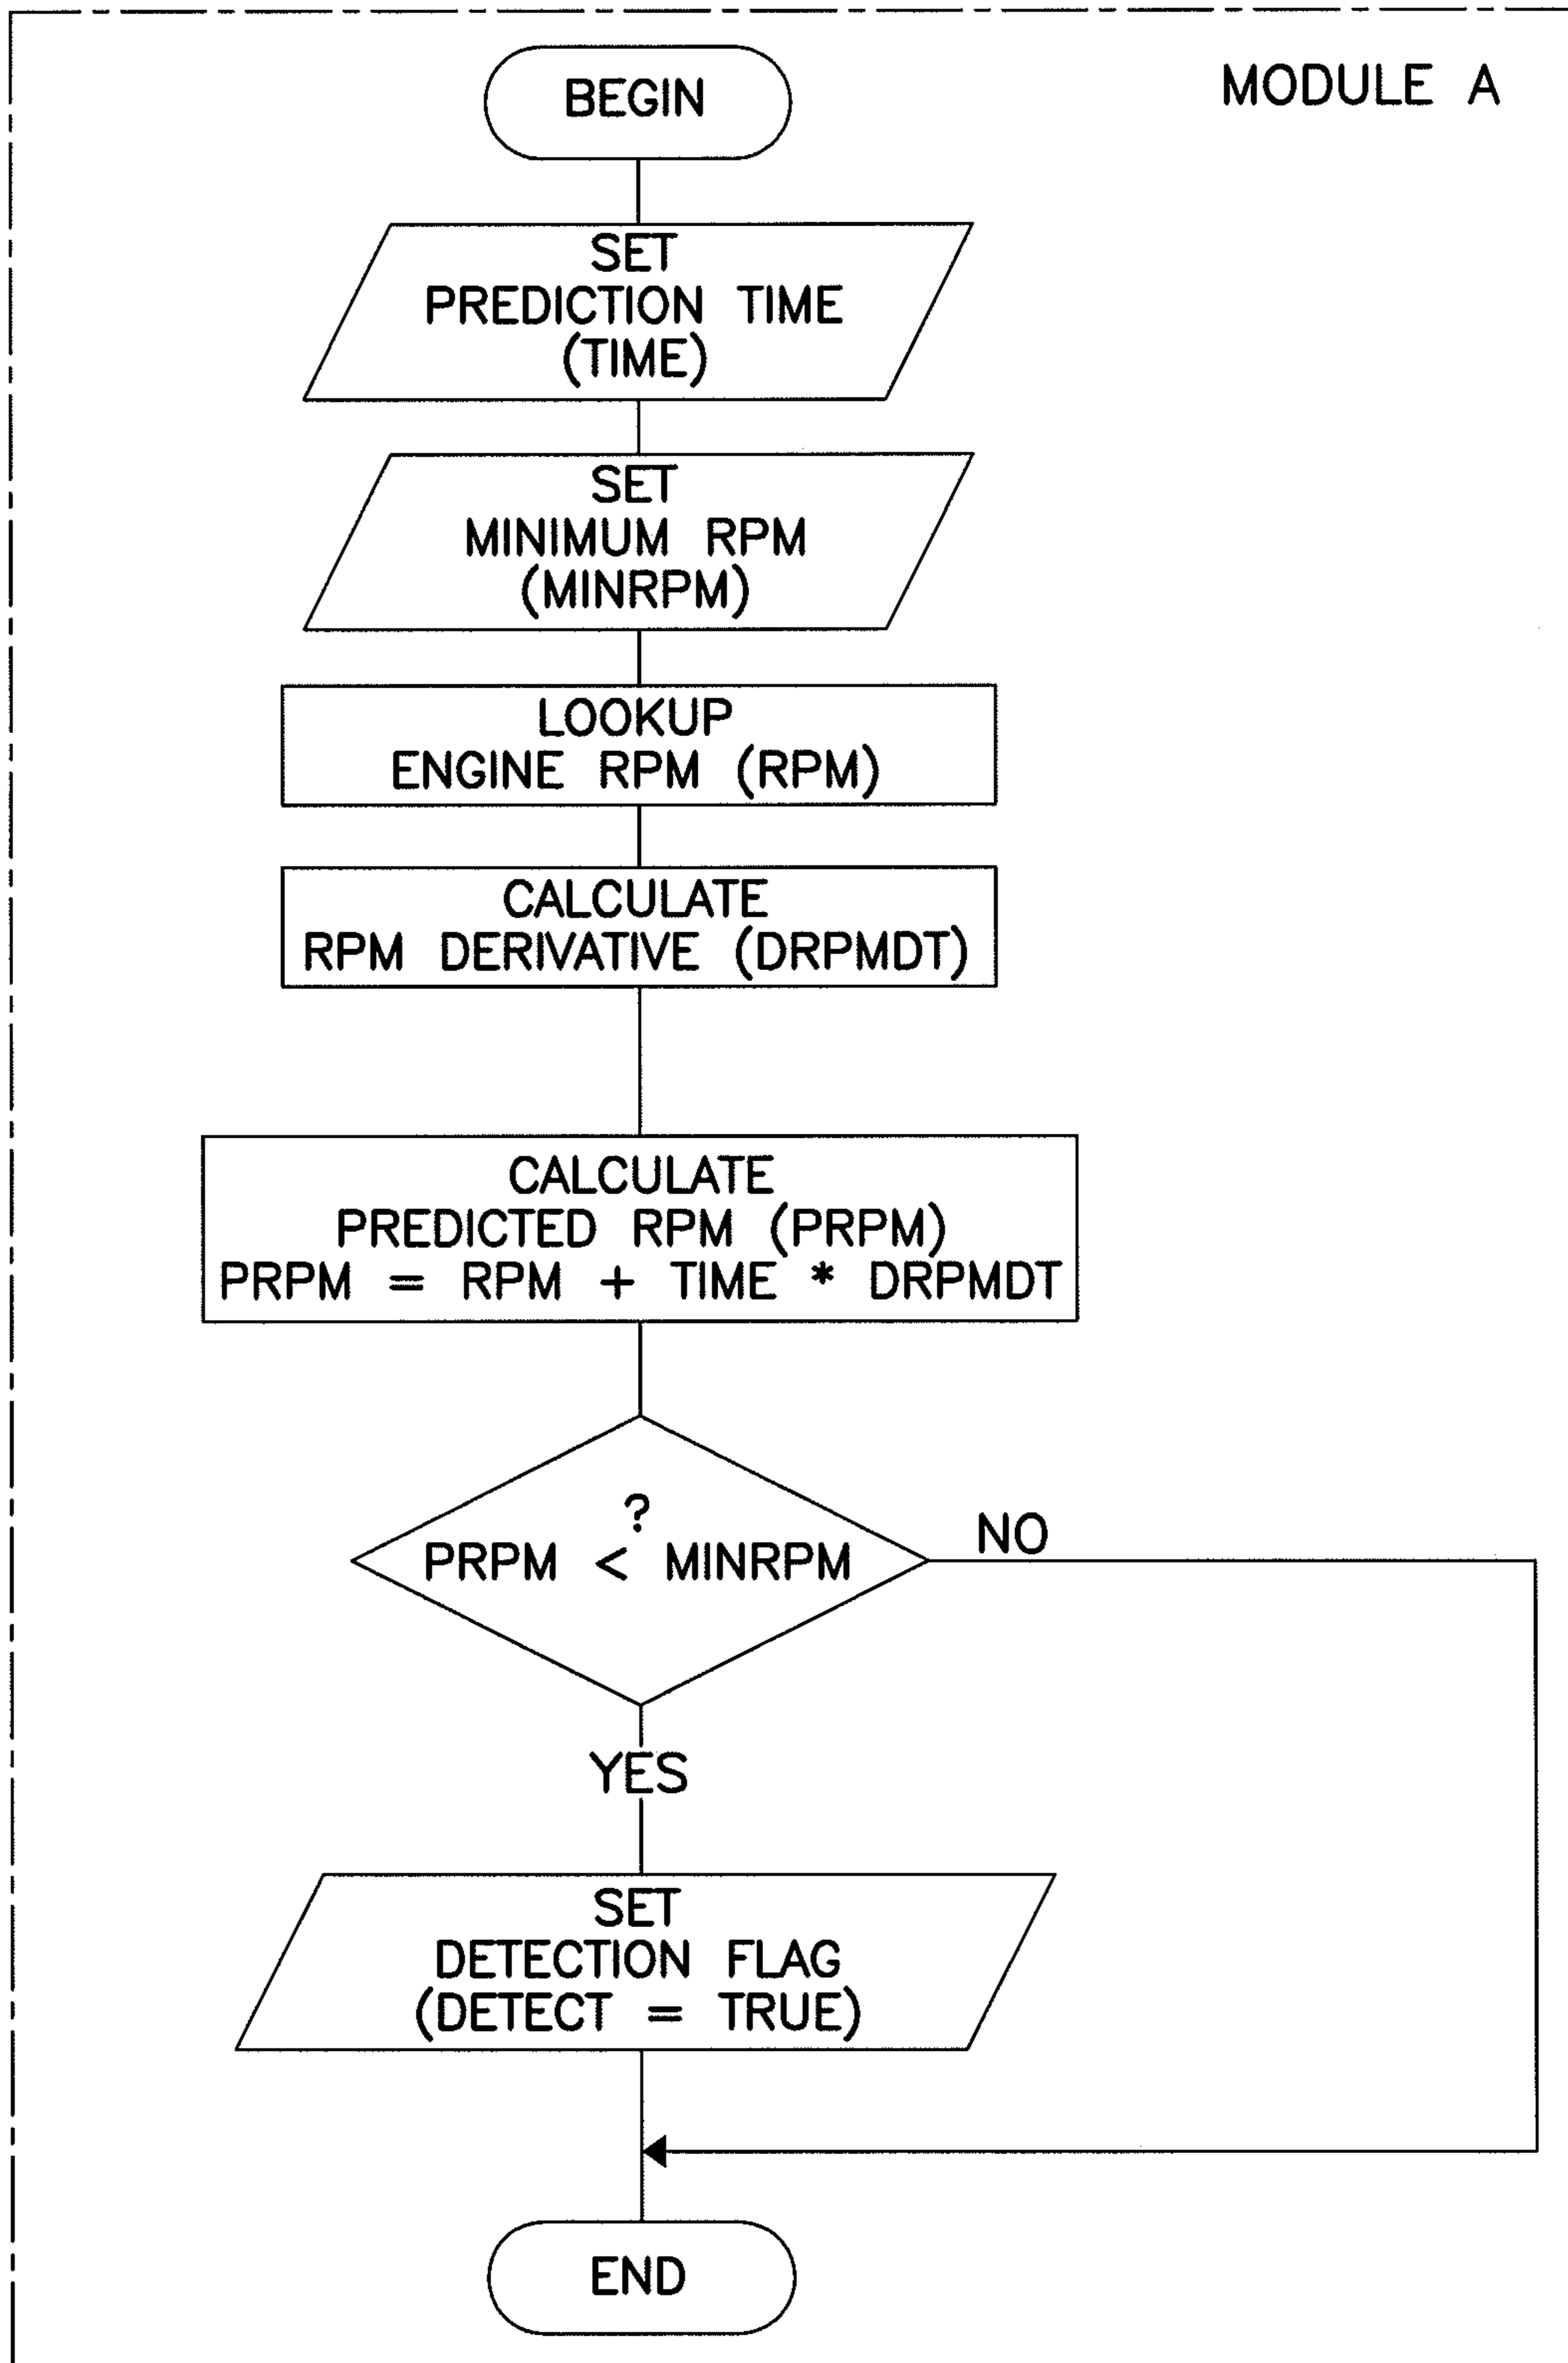 MODULE A
BEGIN
SET
PREDICTION TIME
(TIME)
SET
MINIMUM RPM
(MINRPM)
LOOKUP
ENGINE RPM (RPM)
CALCULATE
RPM DERIVATIVE (DRPMDT)
CALCULATE
PREDICTED RPM (PRPM)
PRPM = RPM + TIME * DRPMDT
?
PRPM < MINRPM
NO
YES
SET
DETECTION FLAG
(DETECT = TRUE)
END